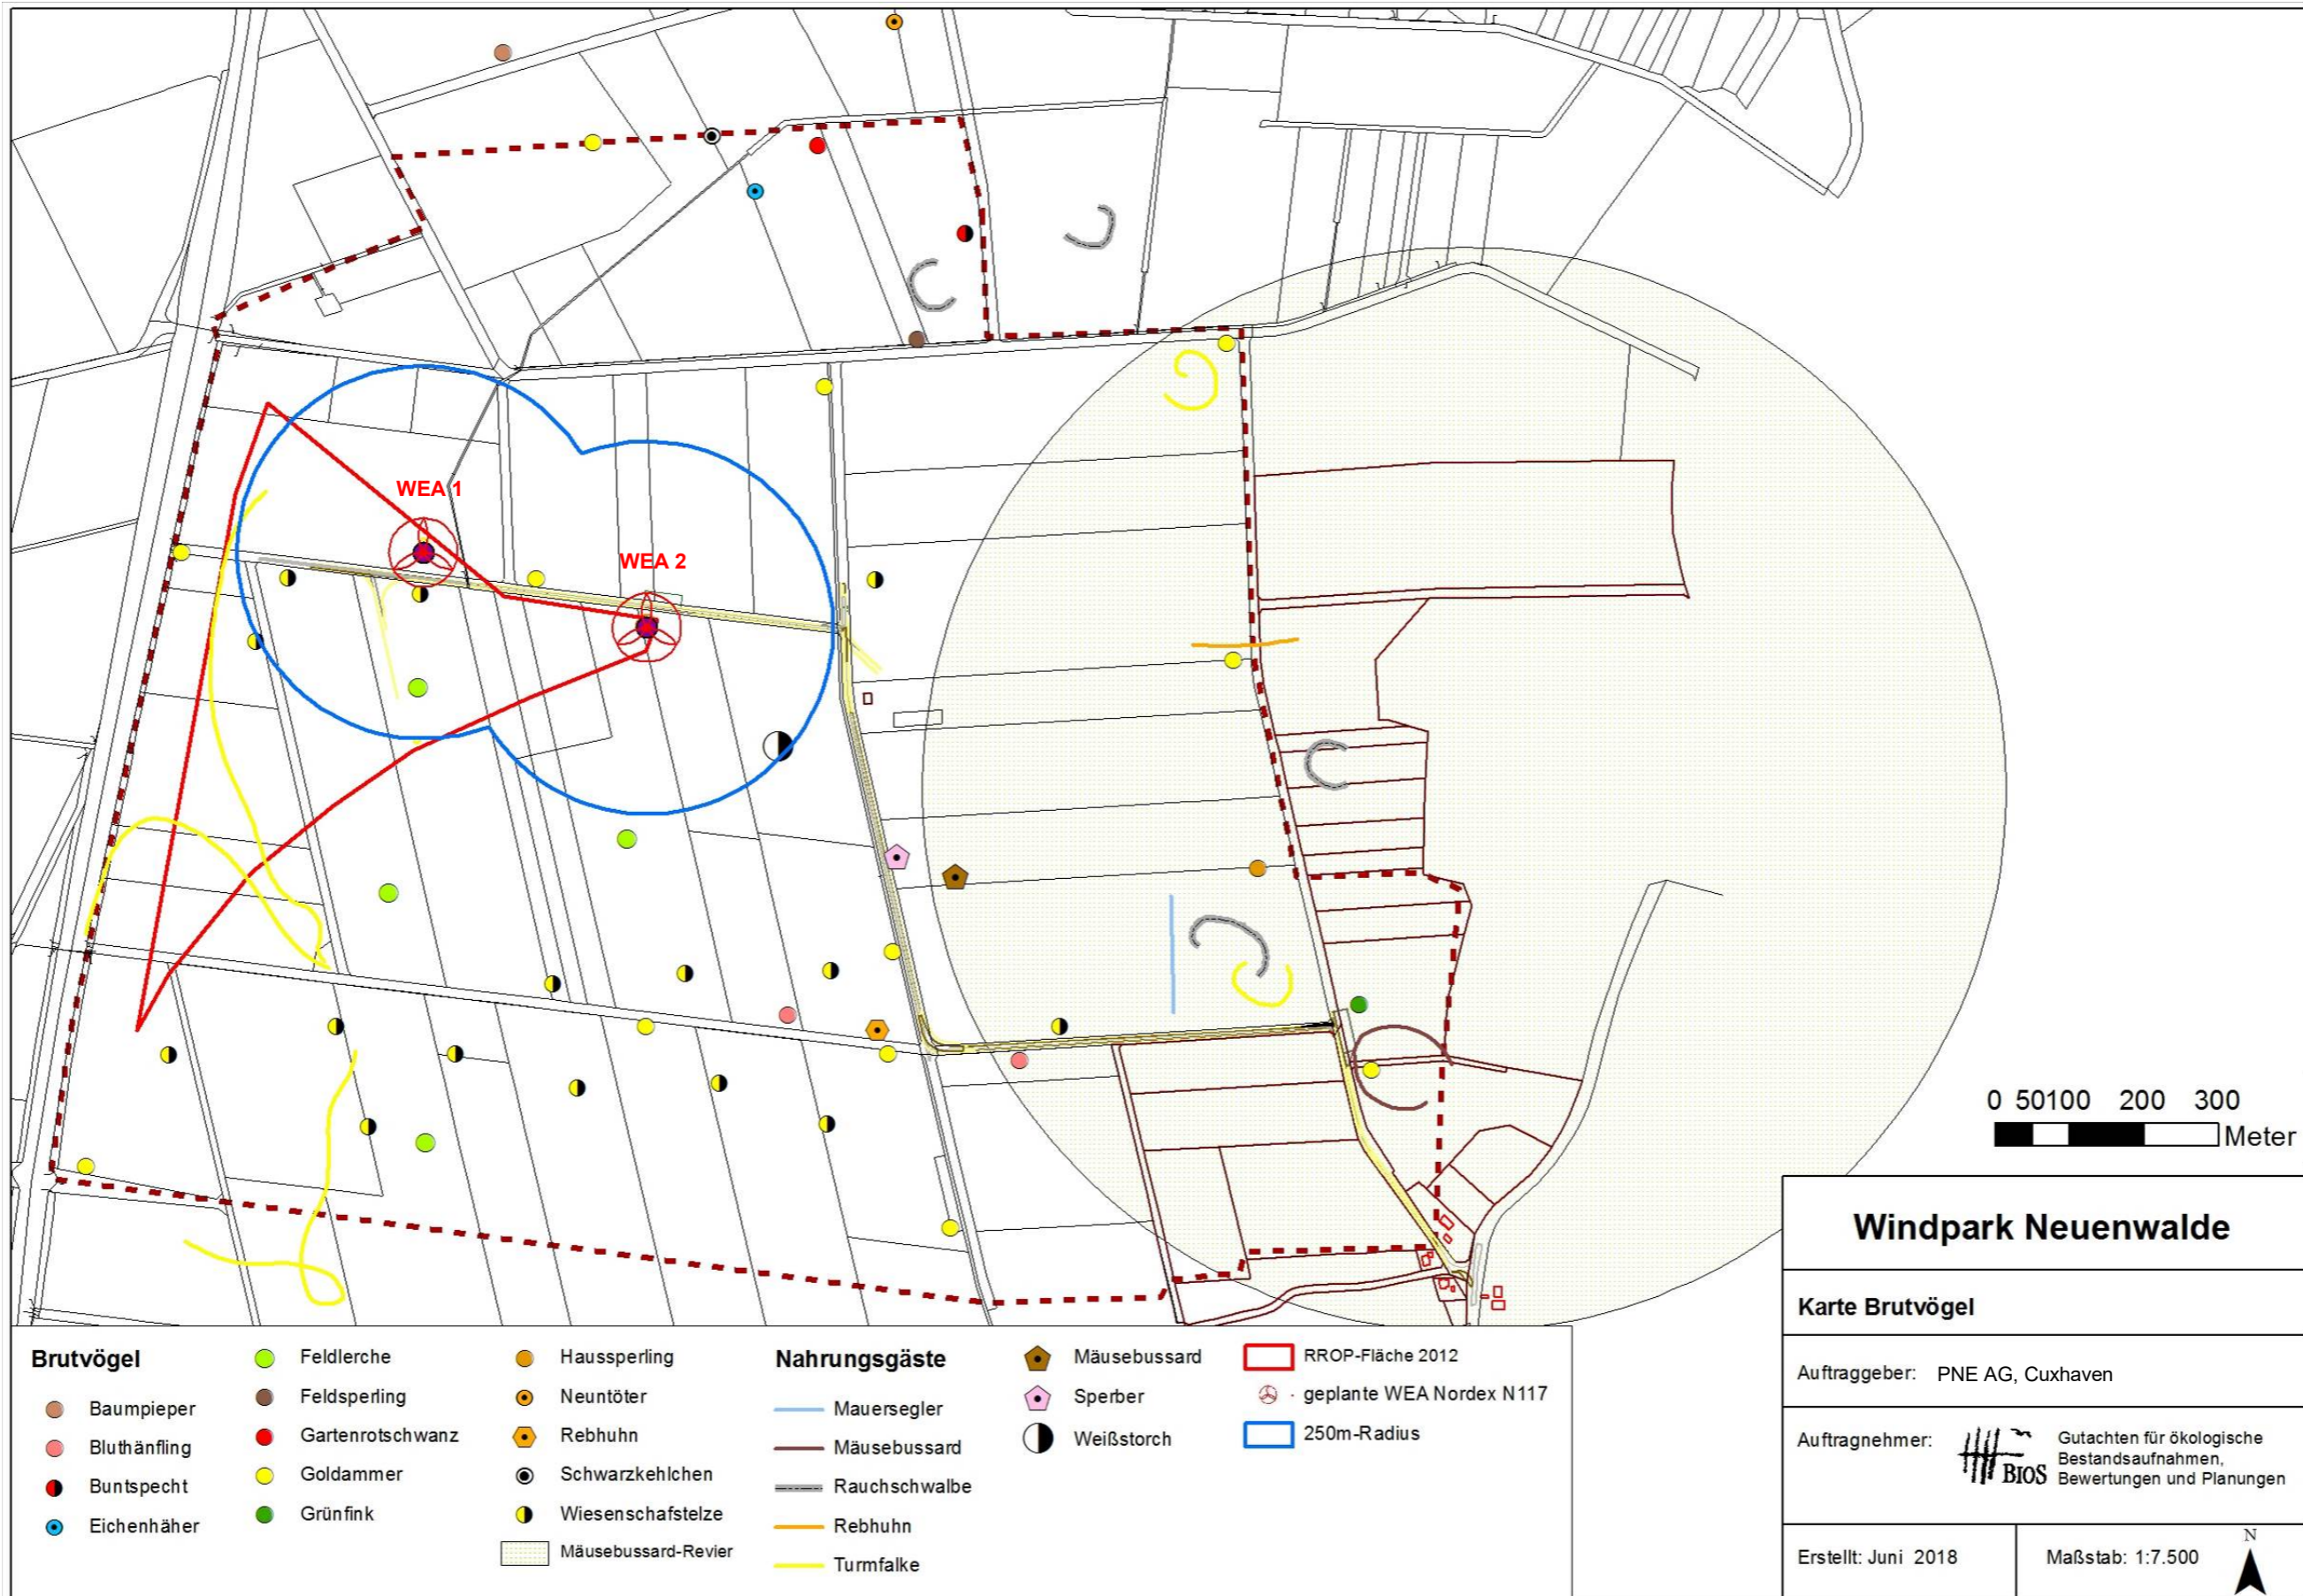 WEA 1
WEA 2
0 50100 200 300
Meter
Windpark Neuenwalde
Karte Brutvögel
Auftraggeber: PNE AG, Cuxhaven
Auftragnehmer:
BIOS
Gutachten für ökologische
Bestandsaufnahmen,
Bewertungen und Planungen
Erstellt: Juni 2018
Maßstab: 1:7.500
N
Brutvögel
Baumpieper
Bluthänfling
Buntspecht
Eichenhäher
Feldlerche
Feldsperling
Gartenrotschwanz
Goldammer
Grünfink
Haussperling
Neuntöter
Rebhuhn
Schwarzkehlchen
Wiesenschafstelze
Mäusebussard-Revier
Nahrungsgäste
Mauersegler
Mäusebussard
Rauchschwalbe
Rebhuhn
Turmfalke
Mäusebussard
Sperber
Weißstorch
RROP-Fläche 2012
geplante WEA Nordex N117
250m-Radius